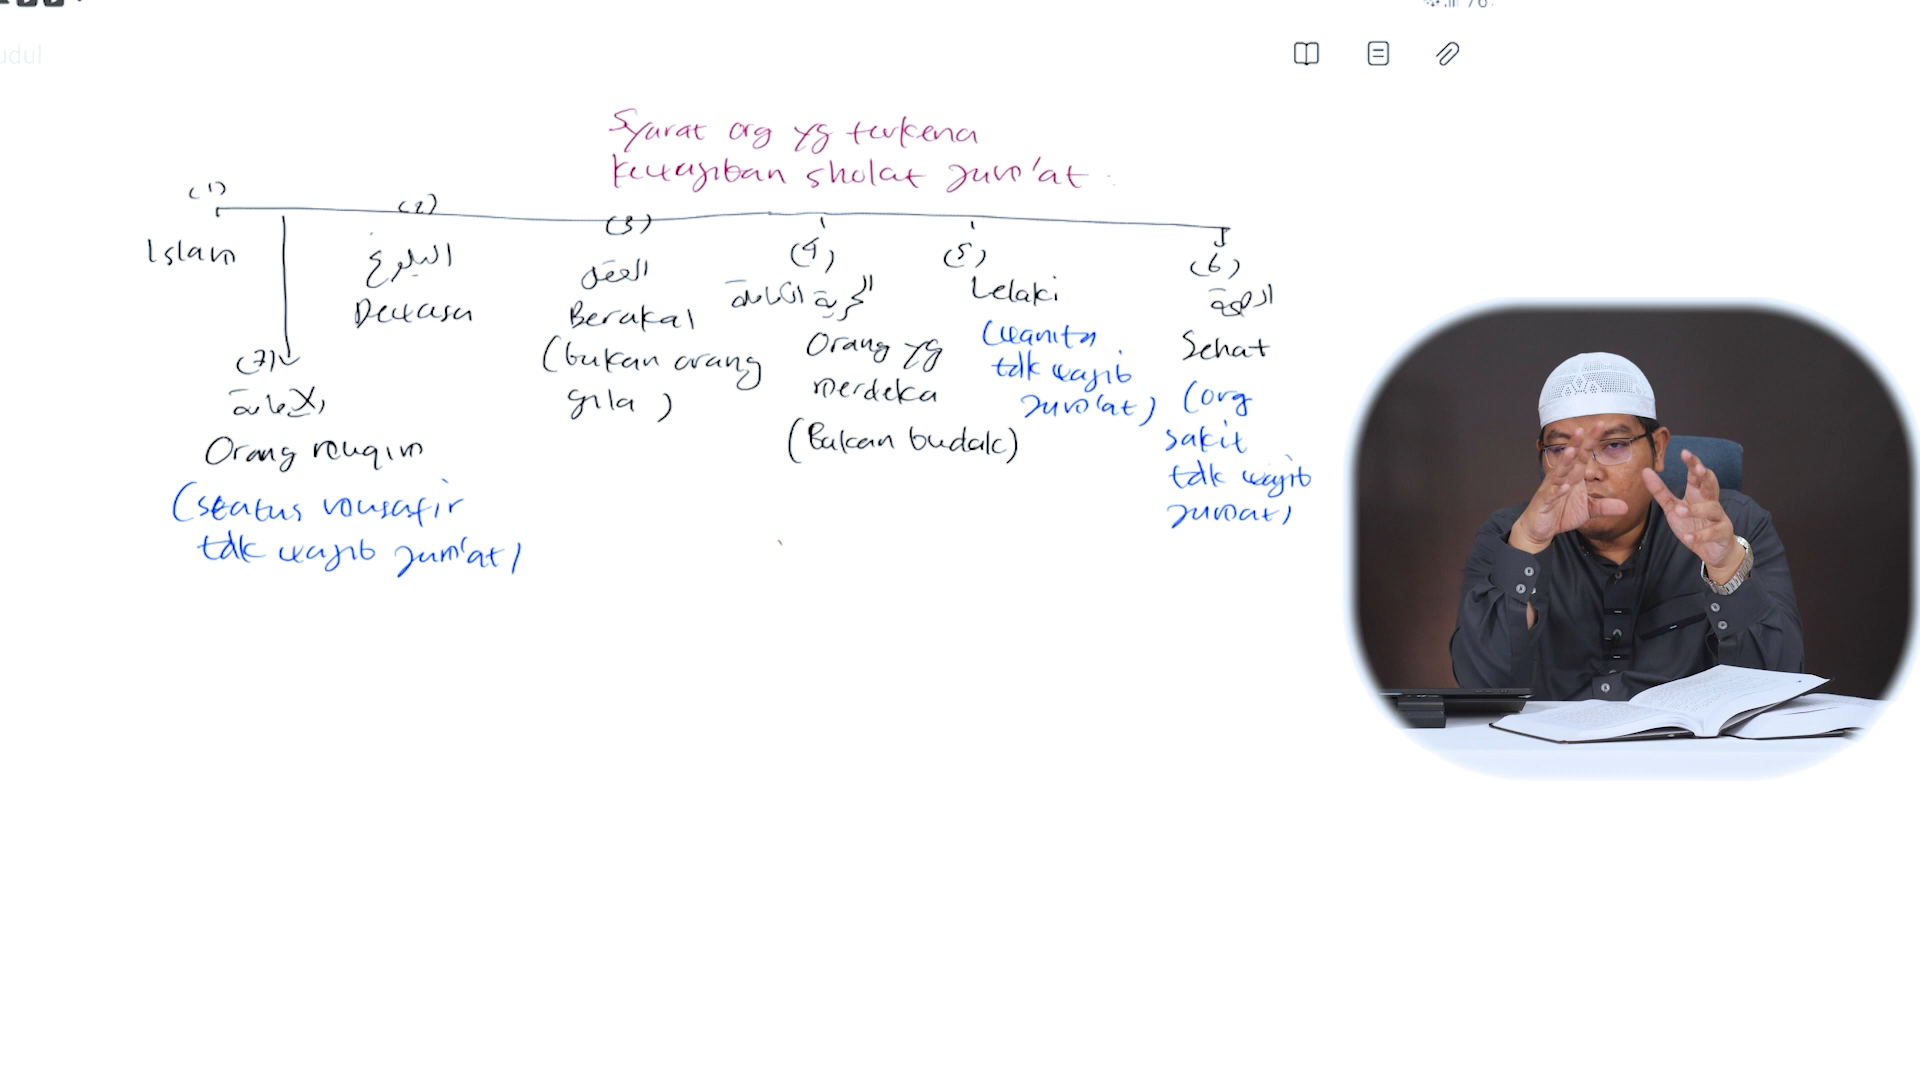 udul
Syarat org yg terkena
kewajiban sholat Jum'at :
(1)
Islam
(2)
البلوغ
Dewasa
(3)
العقل
Berakal
(bukan orang
gila)
(4)
الحرية الكاملة
Orang yg
merdeka
(Bukan budak)
(5)
Lelaki
(wanita
tdk wajib
Jum'at)
(6)
الصحة
Sehat
(org
sakit
tdk wajib
Jumat)
(7)
الإقامة
Orang muqim
(status musafir
tdk wajib Jum'at)